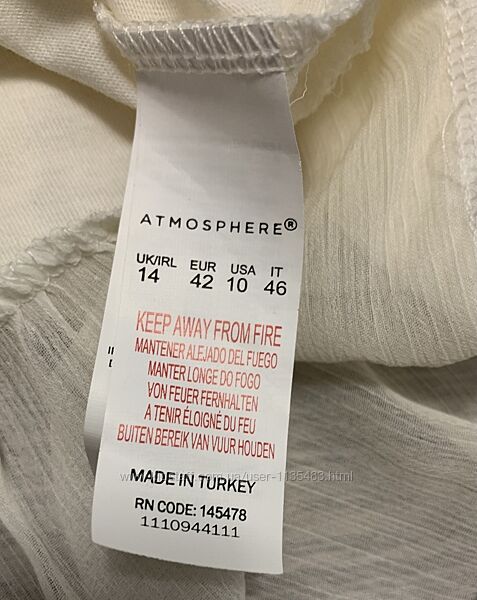 ATMOSPHERE®
UK/IRL EUR USA IT
14 42 10 46
KEEP AWAY FROM FIRE
MANTENER ALEJADO DEL FUEGO
MANTER LONGE DO FOGO
VON FEUER FERNHALTEN
A TENIR ÉLOIGNÉ DU FEU
BUITEN BEREIK VAN VUUR HOUDEN
MADE IN TURKEY
RN CODE: 145478
1110944111